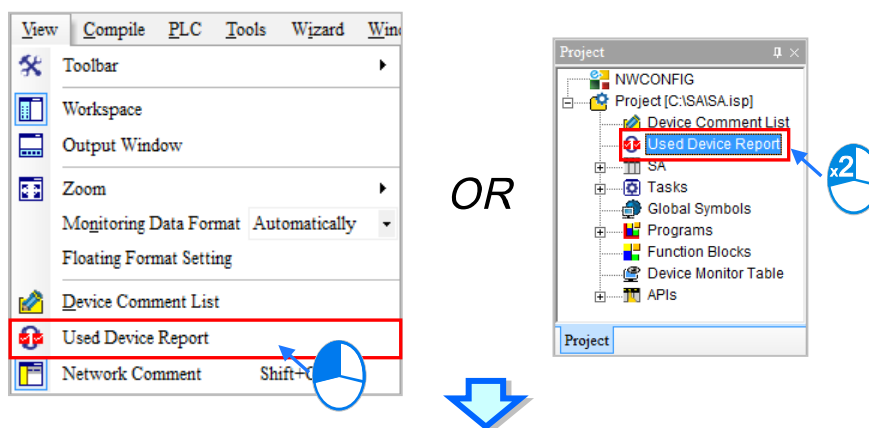 View Compile PLC Tools Wizard
Toolbar
Workspace
Output Window
Zoom
Monitoring Data Format Automatically
Floating Format Setting
Device Comment List
Used Device Report
Network Comment
OR
Project
NWCONFIG
Project [C:\SA\SA.isp]
Device Comment List
Used Device Report
SA
Tasks
Global Symbols
Programs
Function Blocks
Device Monitor Table
APIs
Project
x2